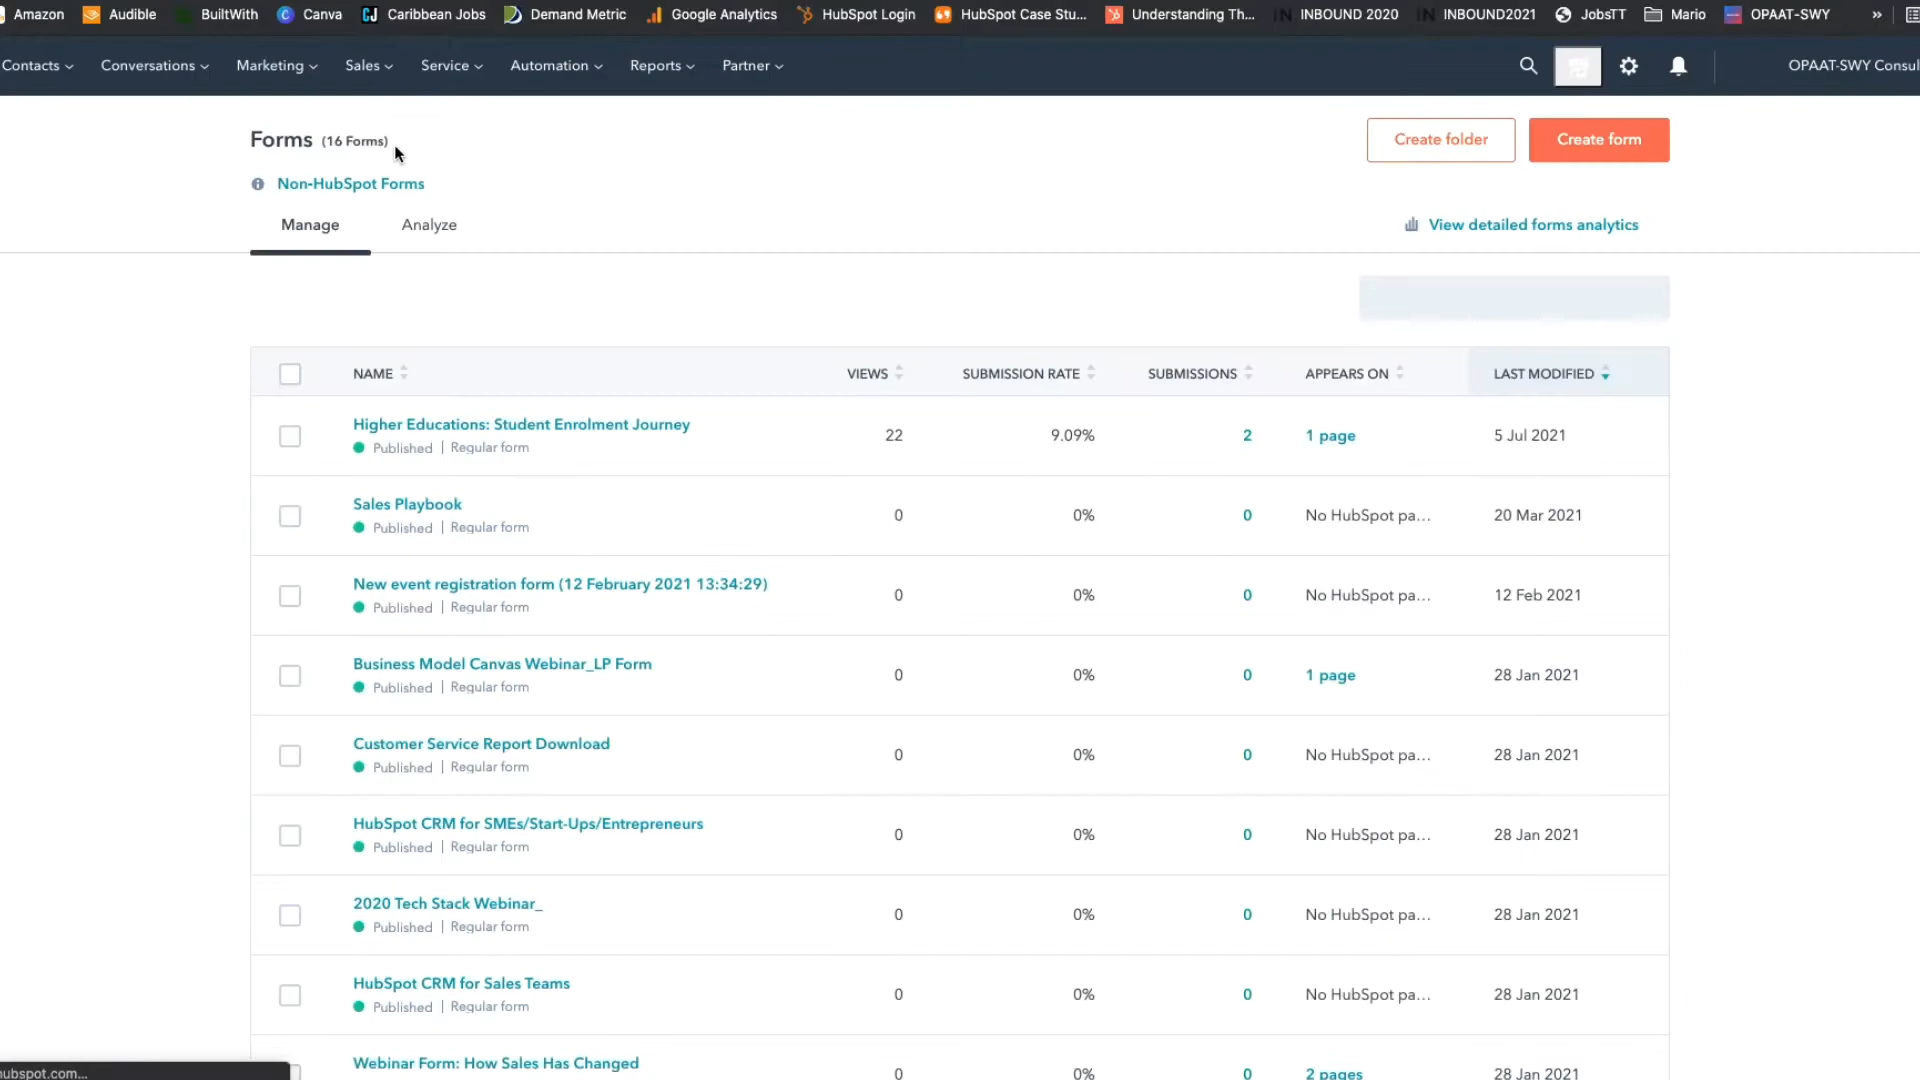 Amazon Audible BuiltWith Canva Caribbean Jobs Demand Metric Google Analytics HubSpot Login HubSpot Case Stu... Understanding Th... INBOUND 2020 INBOUND2021 JobsTT Mario OPAAT-SWY »
Contacts Conversations Marketing Sales Service Automation Reports Partner OPAAT-SWY Consul
Forms (16 Forms) Create folder Create form
Non-HubSpot Forms
Manage Analyze View detailed forms analytics
NAME VIEWS SUBMISSION RATE SUBMISSIONS APPEARS ON LAST MODIFIED
Higher Educations: Student Enrolment Journey
Published | Regular form 22 9.09% 2 1 page 5 Jul 2021
Sales Playbook
Published | Regular form 0 0% 0 No HubSpot pa... 20 Mar 2021
New event registration form (12 February 2021 13:34:29)
Published | Regular form 0 0% 0 No HubSpot pa... 12 Feb 2021
Business Model Canvas Webinar_LP Form
Published | Regular form 0 0% 0 1 page 28 Jan 2021
Customer Service Report Download
Published | Regular form 0 0% 0 No HubSpot pa... 28 Jan 2021
HubSpot CRM for SMEs/Start-Ups/Entrepreneurs
Published | Regular form 0 0% 0 No HubSpot pa... 28 Jan 2021
2020 Tech Stack Webinar_
Published | Regular form 0 0% 0 No HubSpot pa... 28 Jan 2021
HubSpot CRM for Sales Teams
Published | Regular form 0 0% 0 No HubSpot pa... 28 Jan 2021
Webinar Form: How Sales Has Changed
0 0% 0 2 pages 28 Jan 2021
hubspot.com...